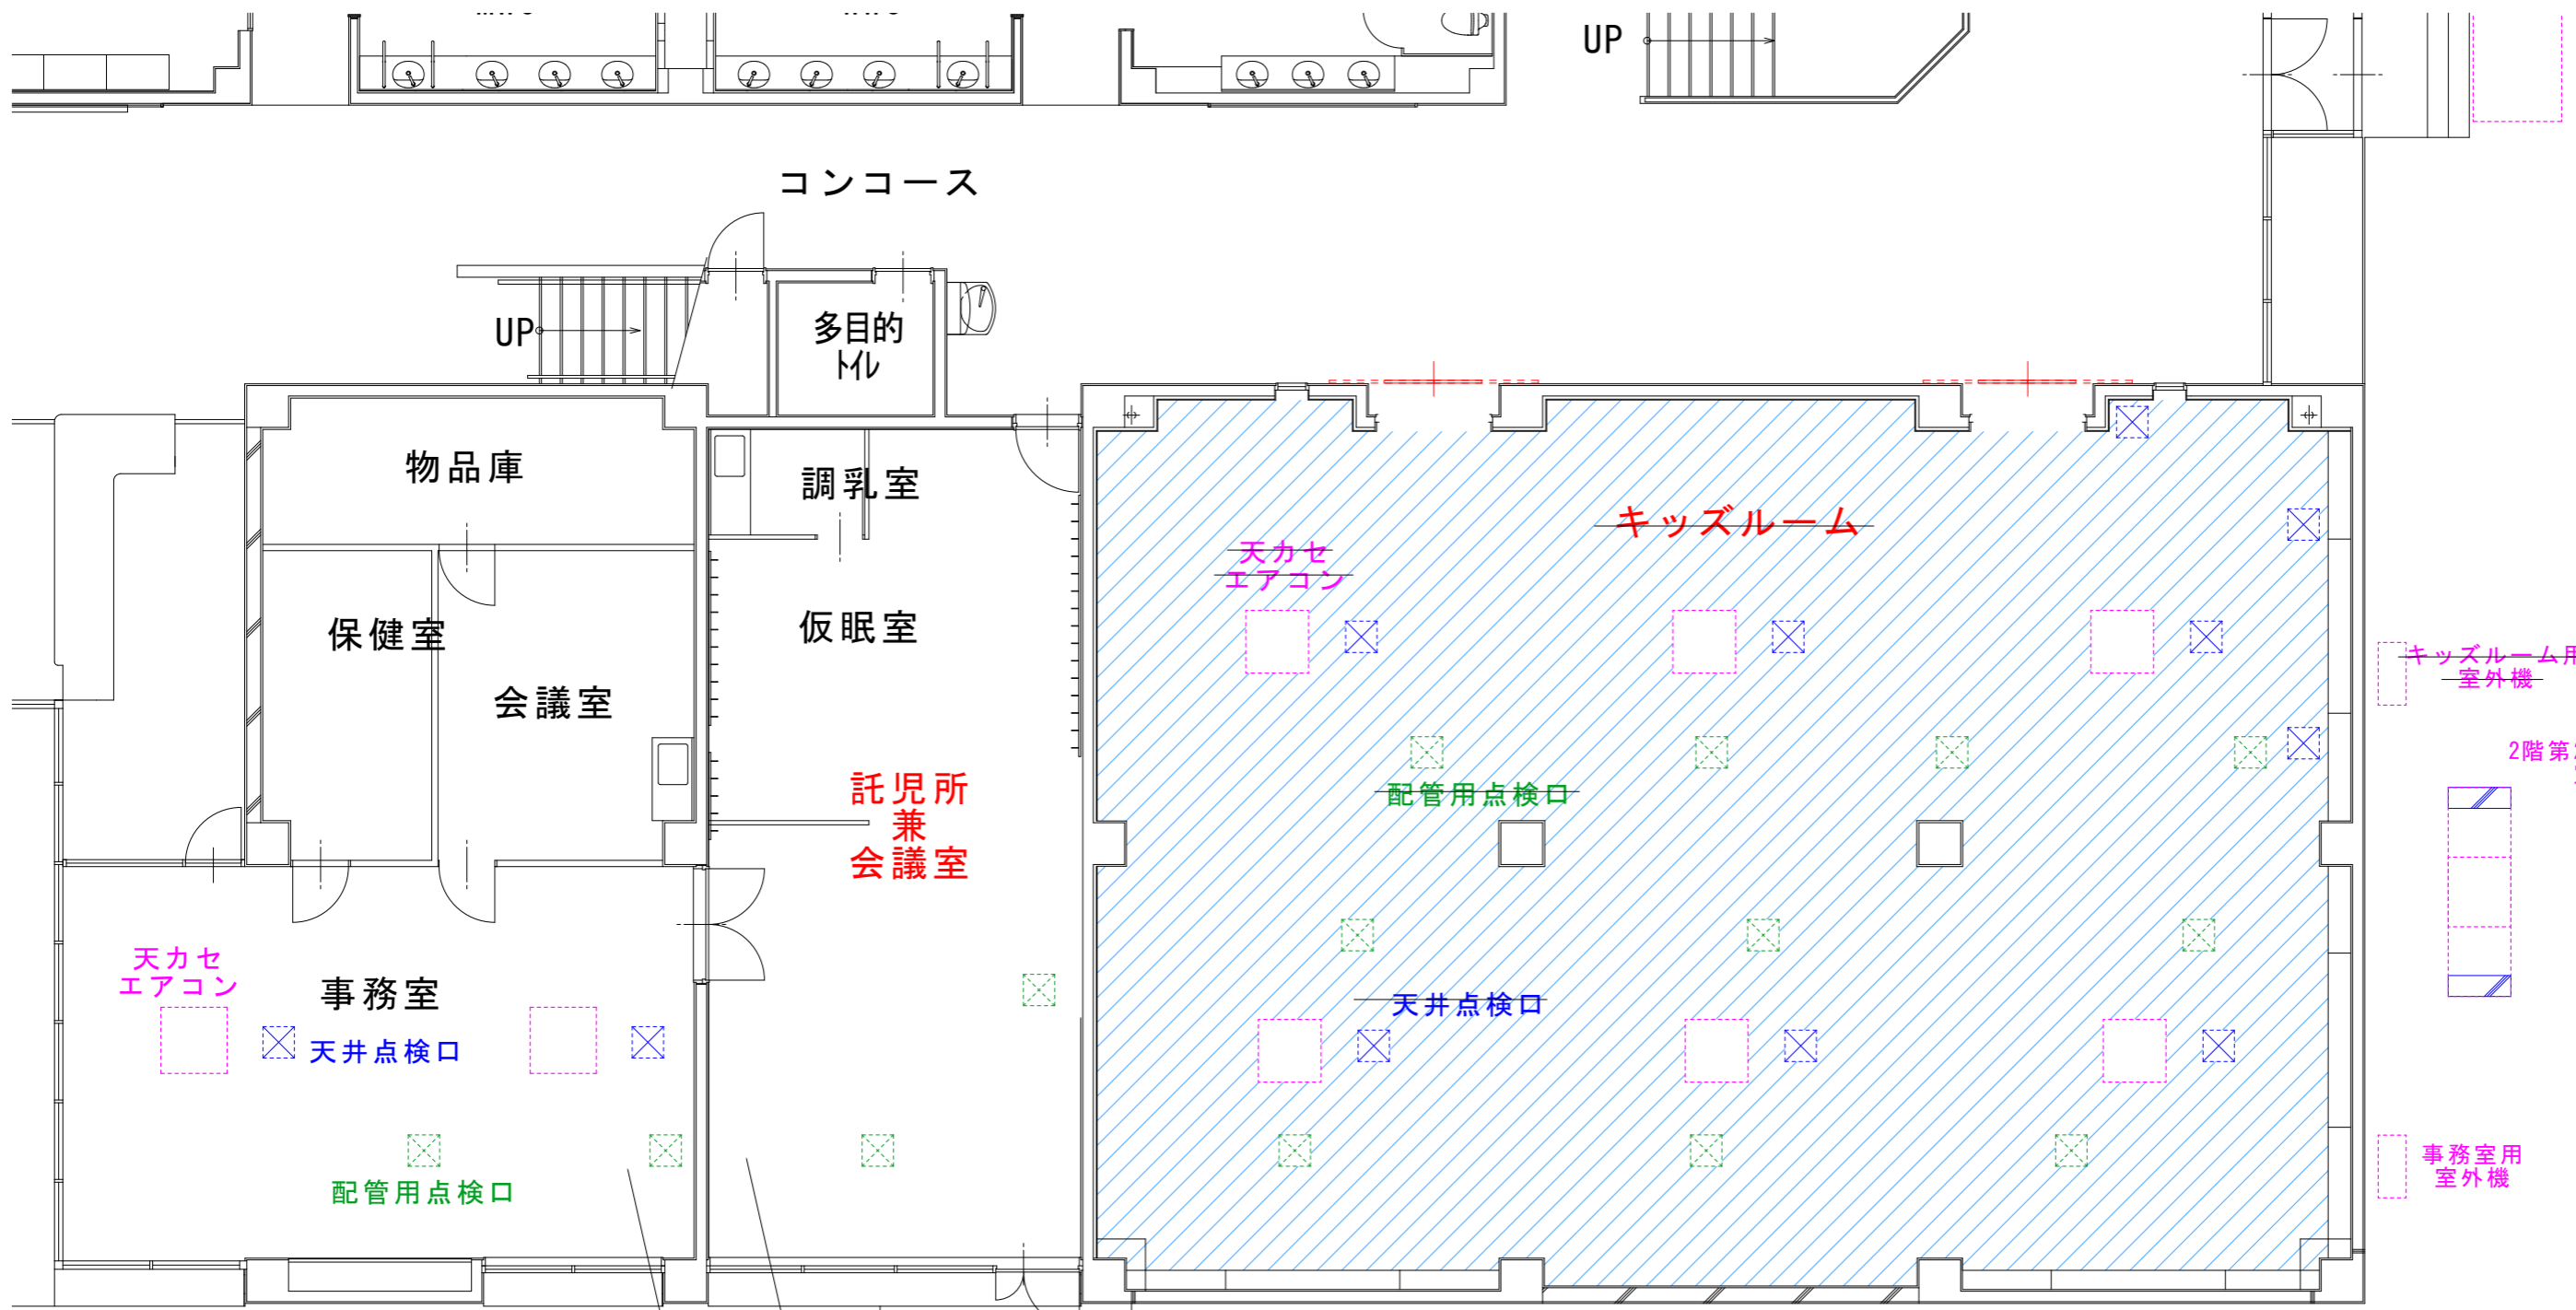 UP
コンコース
UP
多目的
トイレ
物品庫
調乳室
キッズルーム
天カセ
エアコン
仮眠室
保健室
会議室
キッズルーム用
室外機
2階第
託児所
兼
会議室
配管用点検口
天カセ
エアコン
事務室
天井点検口
天井点検口
配管用点検口
事務室用
室外機